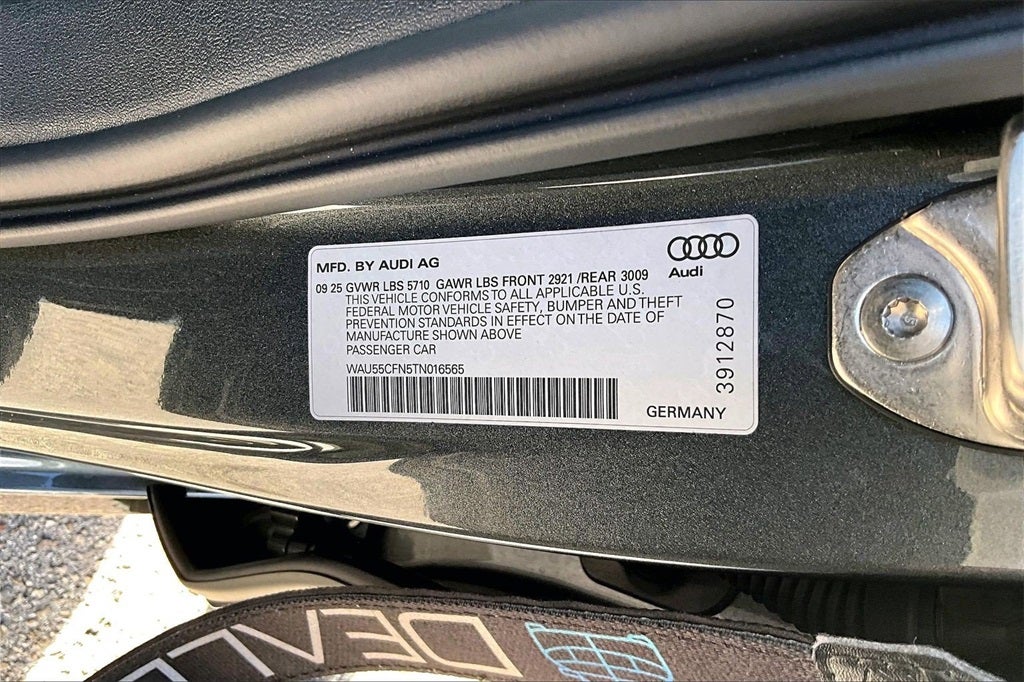 MFD. BY AUDI AG
Audi
09 25 GVWR LBS 5710 GAWR LBS FRONT 2921 /REAR 3009
THIS VEHICLE CONFORMS TO ALL APPLICABLE U.S.
FEDERAL MOTOR VEHICLE SAFETY, BUMPER AND THEFT
PREVENTION STANDARDS IN EFFECT ON THE DATE OF
MANUFACTURE SHOWN ABOVE
PASSENGER CAR
WAU55CFN5TN016565
3912870
GERMANY